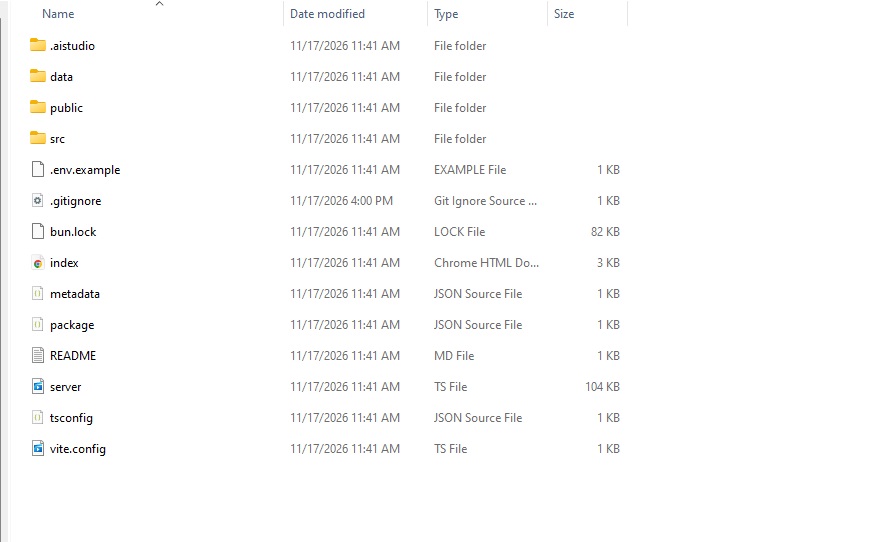 Name Date modified Type Size
.aistudio 11/17/2026 11:41 AM File folder
data 11/17/2026 11:41 AM File folder
public 11/17/2026 11:41 AM File folder
src 11/17/2026 11:41 AM File folder
.env.example 11/17/2026 11:41 AM EXAMPLE File 1 KB
.gitignore 11/17/2026 4:00 PM Git Ignore Source ... 1 KB
bun.lock 11/17/2026 11:41 AM LOCK File 82 KB
index 11/17/2026 11:41 AM Chrome HTML Do... 3 KB
metadata 11/17/2026 11:41 AM JSON Source File 1 KB
package 11/17/2026 11:41 AM JSON Source File 1 KB
README 11/17/2026 11:41 AM MD File 1 KB
server 11/17/2026 11:41 AM TS File 104 KB
tsconfig 11/17/2026 11:41 AM JSON Source File 1 KB
vite.config 11/17/2026 11:41 AM TS File 1 KB